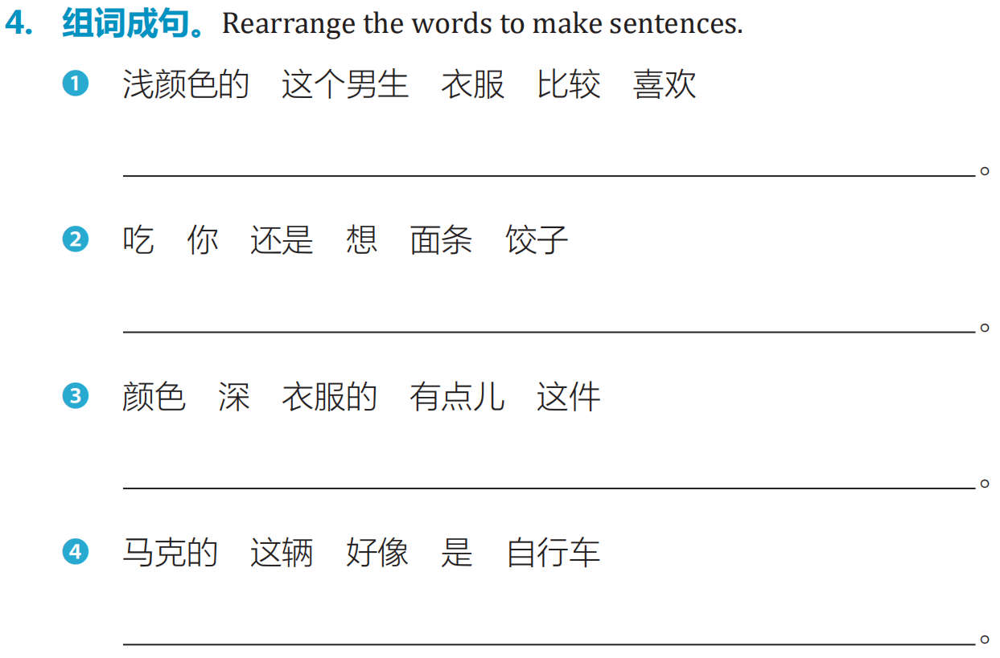 4. 组词成句。Rearrange the words to make sentences.
1 浅颜色的 这个男生 衣服 比较 喜欢
。
2 吃 你 还是 想 面条 饺子
。
3 颜色 深 衣服的 有点儿 这件
。
4 马克的 这辆 好像 是 自行车
。